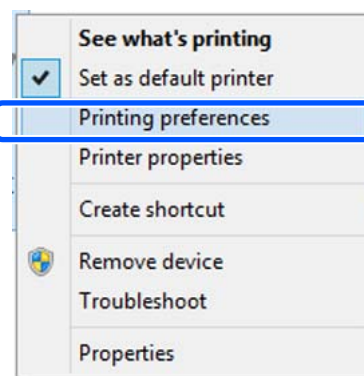 See what's printing
Set as default printer
Printing preferences
Printer properties
Create shortcut
Remove device
Troubleshoot
Properties